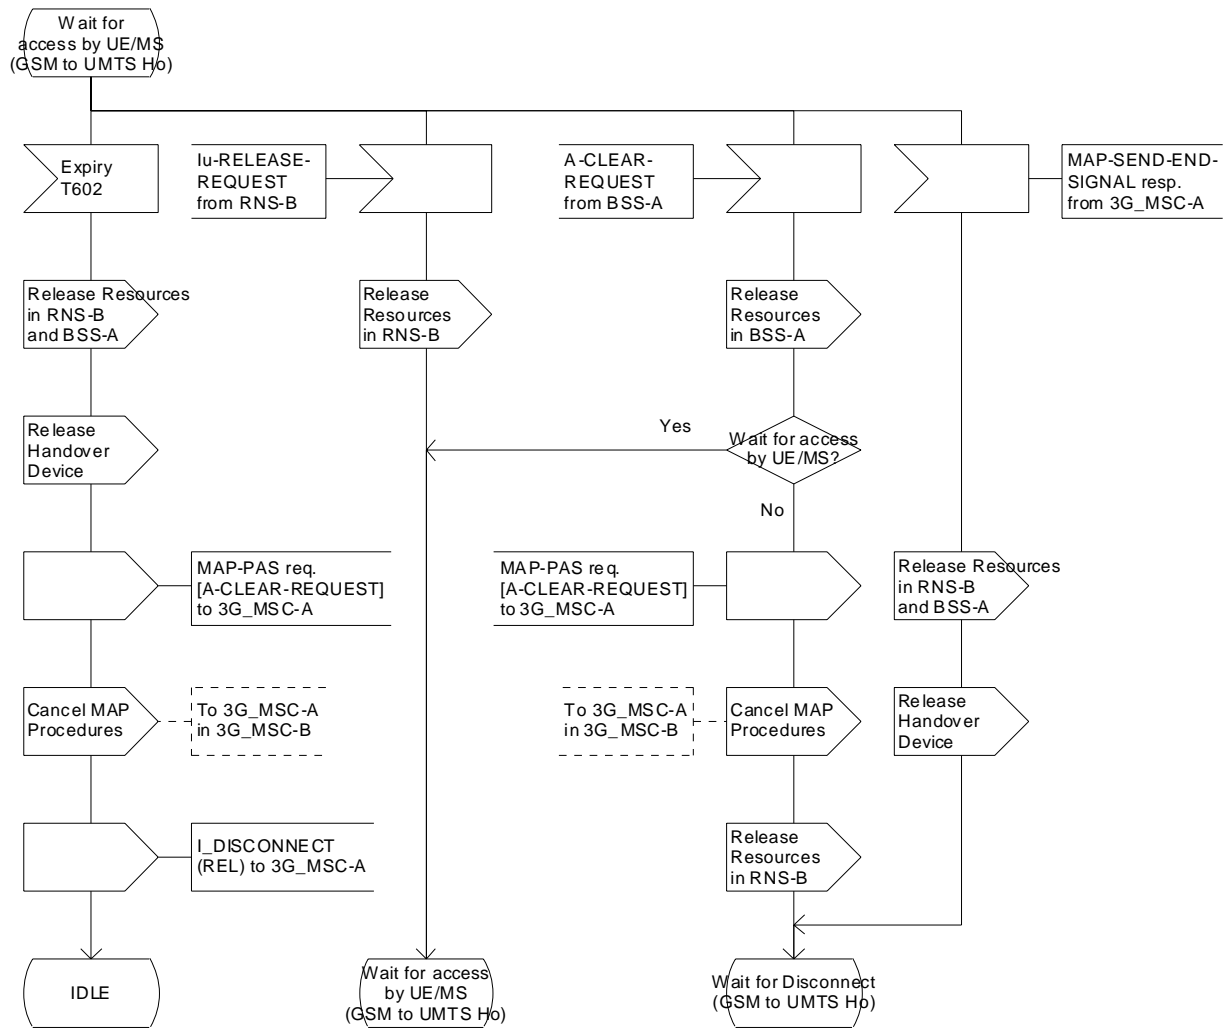 Wait for
access by UE/MS
(GSM to UMTS Ho)
Expiry
T602
Iu-RELEASE-
REQUEST
from RNS-B
A-CLEAR-
REQUEST
from BSS-A
MAP-SEND-END-
SIGNAL resp.
from 3G_MSC-A
Release Resources
in RNS-B
and BSS-A
Release
Resources
in RNS-B
Release
Resources
in BSS-A
Release
Handover
Device
Yes
Wait for access
by UE/MS?
No
MAP-PAS req.
[A-CLEAR-REQUEST]
to 3G_MSC-A
MAP-PAS req.
[A-CLEAR-REQUEST]
to 3G_MSC-A
Release Resources
in RNS-B
and BSS-A
Cancel MAP
Procedures
To 3G_MSC-A
in 3G_MSC-B
To 3G_MSC-A
in 3G_MSC-B
Cancel MAP
Procedures
Release
Handover
Device
I_DISCONNECT
(REL) to 3G_MSC-A
Release
Resources
in RNS-B
IDLE
Wait for access
by UE/MS
(GSM to UMTS Ho)
Wait for Disconnect
(GSM to UMTS Ho)